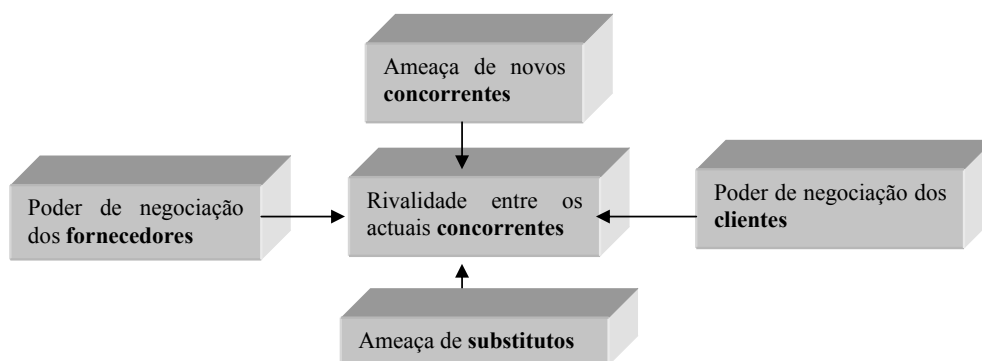 Ameaça de novos
concorrentes
Poder de negociação
dos fornecedores
Rivalidade entre os
actuais concorrentes
Poder de negociação dos
clientes
Ameaça de substitutos